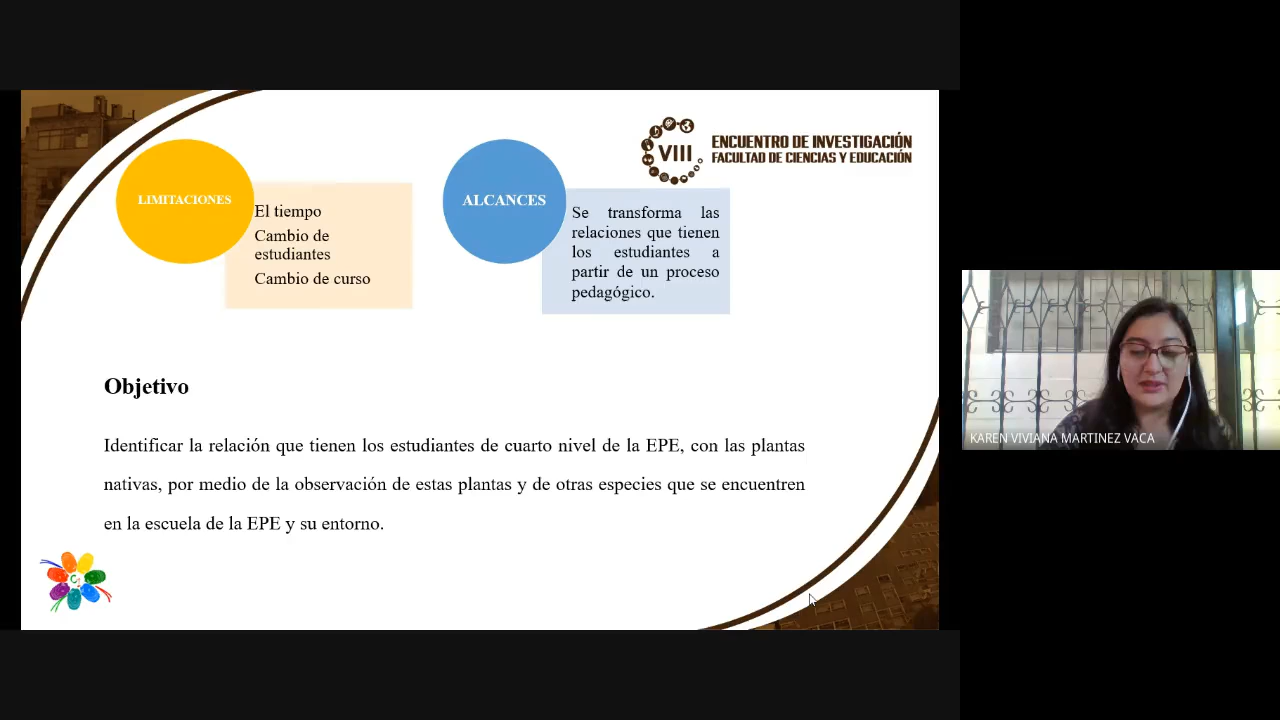 VIII
ENCUENTRO DE INVESTIGACIÓN
FACULTAD DE CIENCIAS Y EDUCACIÓN
LIMITACIONES
El tiempo
Cambio de
estudiantes
Cambio de curso
ALCANCES
Se transforma las
relaciones que tienen
los estudiantes a
partir de un proceso
pedagógico.
Objetivo
Identificar la relación que tienen los estudiantes de cuarto nivel de la EPE, con las plantas
nativas, por medio de la observación de estas plantas y de otras especies que se encuentren
en la escuela de la EPE y su entorno.
KAREN VIVIANA MARTINEZ VACA